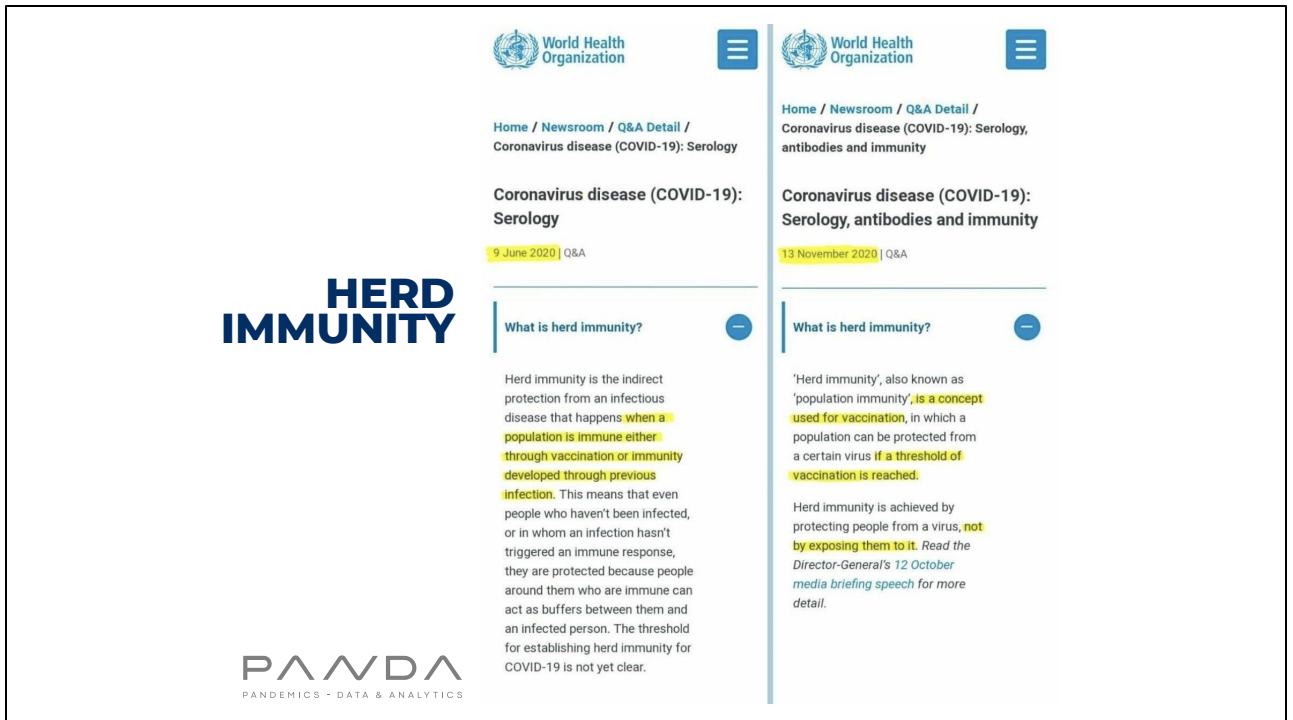 HERD
IMMUNITY
PANDA
PANDEMICS - DATA & ANALYTICS
World Health
Organization
Home / Newsroom / Q&A Detail /
Coronavirus disease (COVID-19): Serology
Coronavirus disease (COVID-19):
Serology
9 June 2020 | Q&A
What is herd immunity?
Herd immunity is the indirect
protection from an infectious
disease that happens when a
population is immune either
through vaccination or immunity
developed through previous
infection. This means that even
people who haven't been infected,
or in whom an infection hasn't
triggered an immune response,
they are protected because people
around them who are immune can
act as buffers between them and
an infected person. The threshold
for establishing herd immunity for
COVID-19 is not yet clear.
World Health
Organization
Home / Newsroom / Q&A Detail /
Coronavirus disease (COVID-19): Serology,
antibodies and immunity
Coronavirus disease (COVID-19):
Serology, antibodies and immunity
13 November 2020 | Q&A
What is herd immunity?
'Herd immunity', also known as
'population immunity', is a concept
used for vaccination, in which a
population can be protected from
a certain virus if a threshold of
vaccination is reached.
Herd immunity is achieved by
protecting people from a virus, not
by exposing them to it. Read the
Director-General's 12 October
media briefing speech for more
detail.